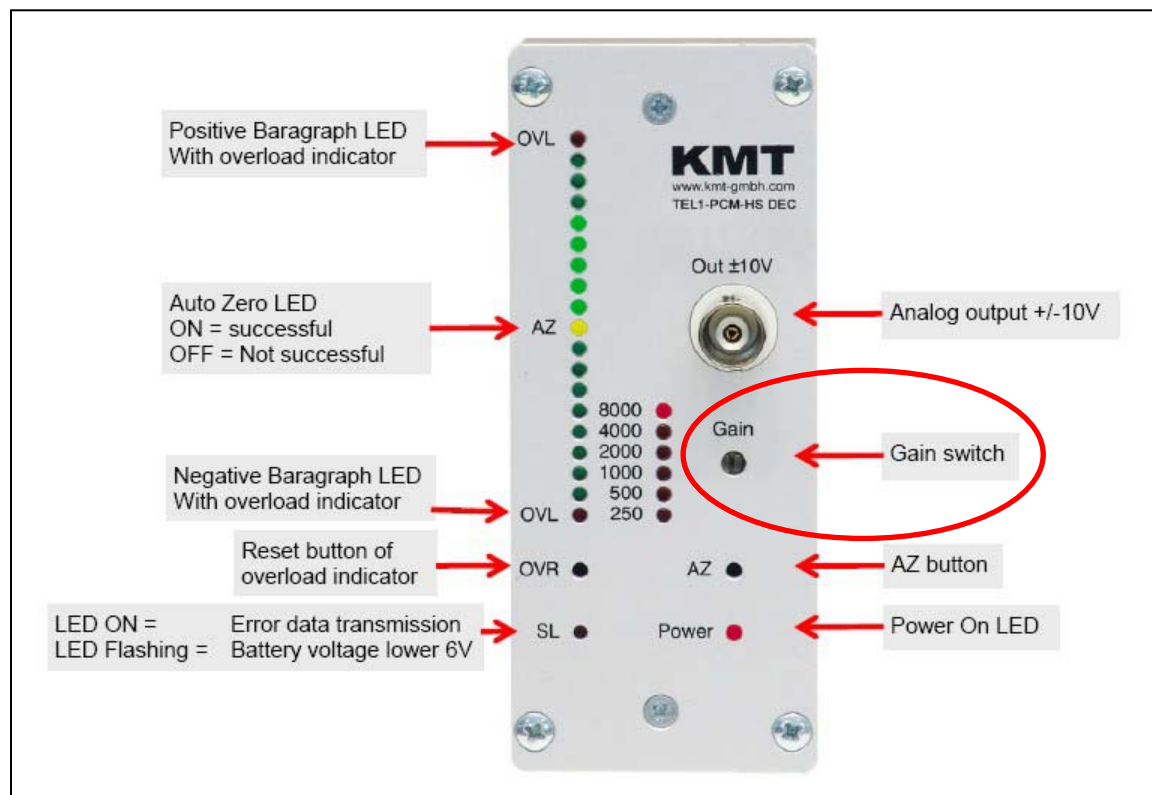 Positive Baragraph LED
With overload indicator
OVL
KMT
www.kmt-gmbh.com
TEL1-PCM-HS DEC
Out ±10V
Analog output +/-10V
Auto Zero LED
ON = successful
OFF = Not successful
AZ
8000
4000
2000
1000
500
250
Gain
Gain switch
Negative Baragraph LED
With overload indicator
OVL
Reset button of
overload indicator
OVR
AZ
AZ button
LED ON = Error data transmission
LED Flashing = Battery voltage lower 6V
SL
Power
Power On LED